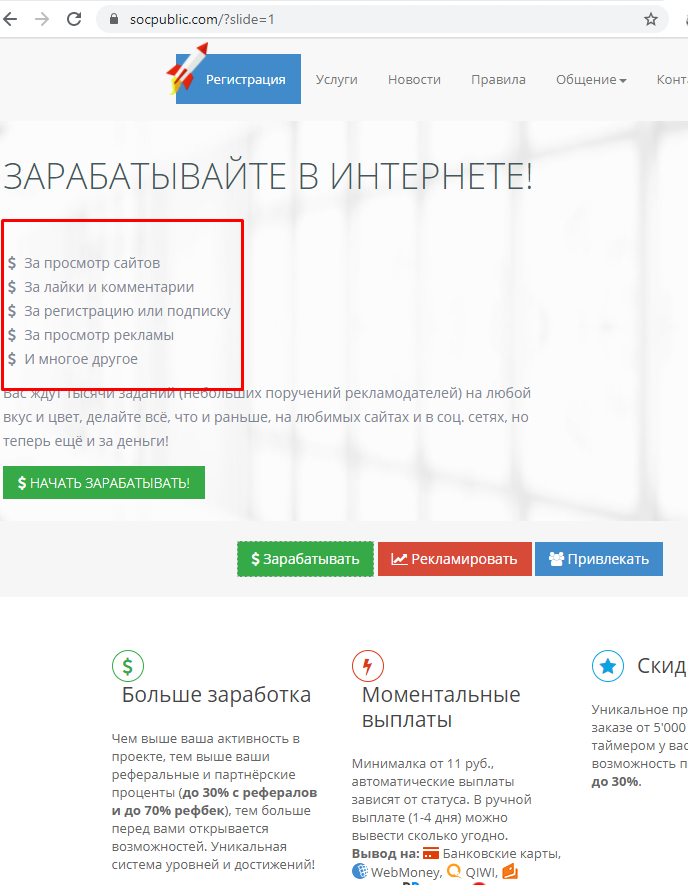 socpublic.com/?slide=1
Регистрация Услуги Новости Правила Общение Конта
ЗАРАБАТЫВАЙТЕ В ИНТЕРНЕТЕ!
$ За просмотр сайтов
$ За лайки и комментарии
$ За регистрацию или подписку
$ За просмотр рекламы
$ И многое другое
Вас ждут тысячи заданий (небольших поручений рекламодателей) на любой
вкус и цвет, делайте всё, что и раньше, на любимых сайтах и в соц. сетях, но
теперь ещё и за деньги!
$ НАЧАТЬ ЗАРАБАТЫВАТЬ!
$ Зарабатывать Рекламировать Привлекать
$
Больше заработка
Чем выше ваша активность в
проекте, тем выше ваши
реферальные и партнёрские
проценты (до 30% с рефералов
и до 70% рефбек), тем больше
перед вами открывается
возможностей. Уникальная
система уровней и достижений!
Моментальные
выплаты
Минималка от 11 руб.,
автоматические выплаты
зависят от статуса. В ручной
выплате (1-4 дня) можно
вывести сколько угодно.
Вывод на: Банковские карты,
WebMoney, QIWI,
Скид
Уникальное пр
заказе от 5'000
таймером у вас
возможность п
до 30%.